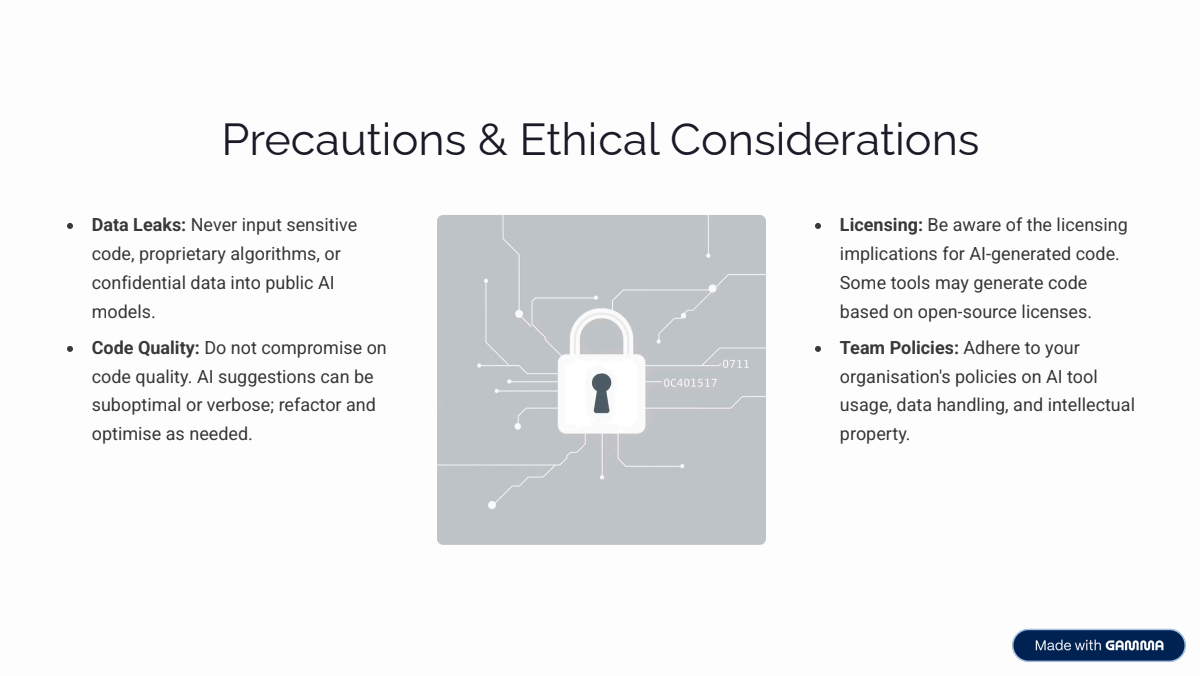 Precautions & Ethical Considerations
Data Leaks: Never input sensitive
code, proprietary algorithms, or
confidential data into public AI
models.
Code Quality: Do not compromise on
code quality. AI suggestions can be
suboptimal or verbose; refactor and
optimise as needed.
0711
0C401517
Licensing: Be aware of the licensing
implications for AI-generated code.
Some tools may generate code
based on open-source licenses.
Team Policies: Adhere to your
organisation's policies on AI tool
usage, data handling, and intellectual
property.
Made with GAMMA